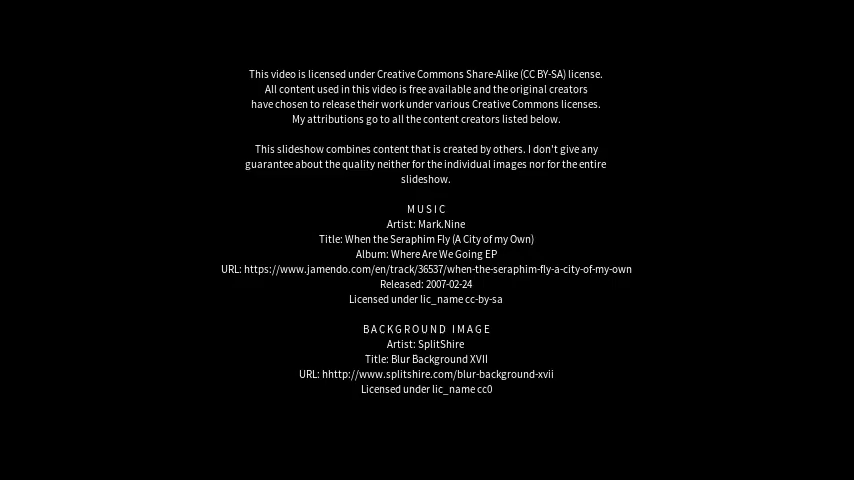 This video is licensed under Creative Commons Share-Alike (CC BY-SA) license.
All content used in this video is free available and the original creators
have chosen to release their work under various Creative Commons licenses.
My attributions go to all the content creators listed below.
This slideshow combines content that is created by others. I don't give any
guarantee about the quality neither for the individual images nor for the entire
slideshow.
MUSIC
Artist: Mark.Nine
Title: When the Seraphim Fly (A City of my Own)
Album: Where Are We Going EP
URL: https://www.jamendo.com/en/track/36537/when-the-seraphim-fly-a-city-of-my-own
Released: 2007-02-24
Licensed under lic_name cc-by-sa
BACKGROUND IMAGE
Artist: SplitShire
Title: Blur Background XVII
URL: hhttp://www.splitshire.com/blur-background-xvii
Licensed under lic_name cc0